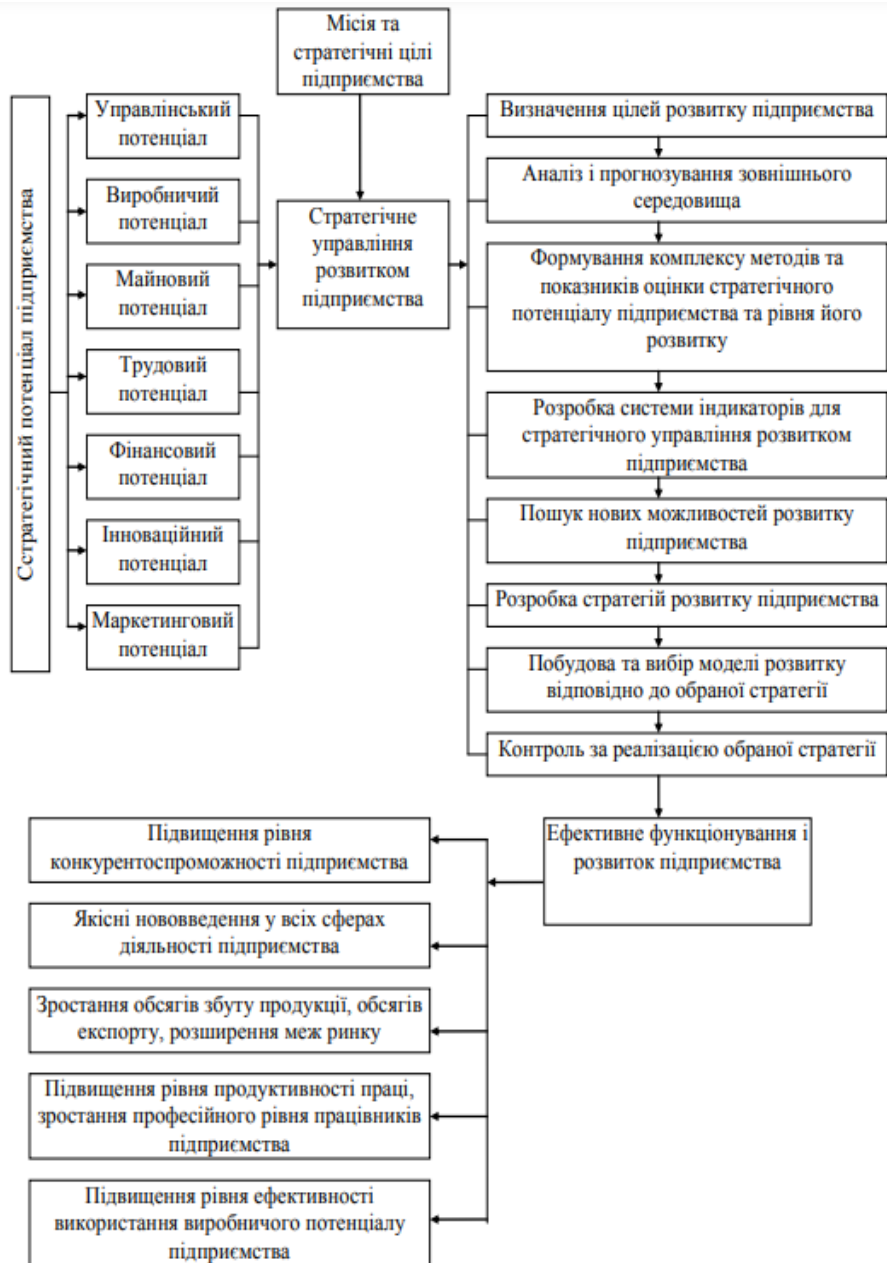 Місія та
стратегічні цілі
підприємства
Сстратегічний потенціал підприємства
Управлінський
потенціал
Виробничий
потенціал
Майновий
потенціал
Трудовий
потенціал
Фінансовий
потенціал
Інноваційний
потенціал
Маркетинговий
потенціал
Стратегічне
управління
розвитком
підприємства
Визначення цілей розвитку підприємства
Аналіз і прогнозування зовнішнього
середовища
Формування комплексу методів та
показників оцінки стратегічного
потенціалу підприємства та рівня його
розвитку
Розробка системи індикаторів для
стратегічного управління розвитком
підприємства
Пошук нових можливостей розвитку
підприємства
Розробка стратегій розвитку підприємства
Побудова та вибір моделі розвитку
відповідно до обраної стратегії
Контроль за реалізацією обраної стратегії
Ефективне функціонування і
розвиток підприємства
Підвищення рівня
конкурентоспроможності підприємства
Якісні нововведення у всіх сферах
діяльності підприємства
Зростання обсягів збуту продукції, обсягів
експорту, розширення меж ринку
Підвищення рівня продуктивності праці,
зростання професійного рівня працівників
підприємства
Підвищення рівня ефективності
використання виробничого потенціалу
підприємства